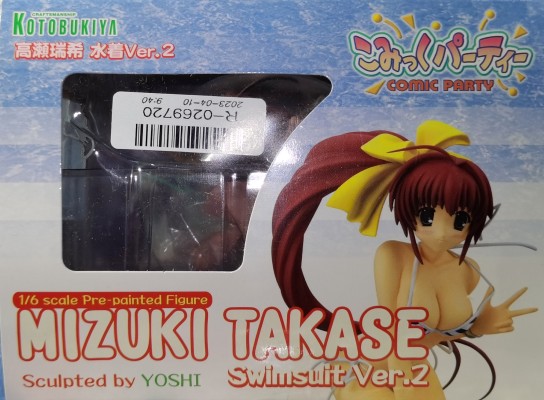 CRAFTSMANSHIP
KOTOBUKIYA
高瀬瑞希 水着Ver.2
こみっくパーティー
COMIC PARTY
R-0269720
2023-04-10
9:40
1/6 scale Pre-painted Figure
MIZUKI TAKASE
Sculpted by YOSHI
Swimsuit Ver.2